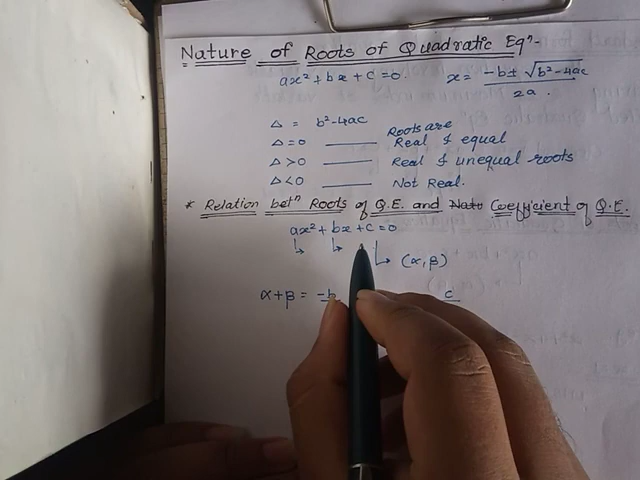 Nature of Roots of Quadratic Eqⁿ-
ax² + bx + c = 0. x = -b ± √b² - 4ac / 2a.
Δ = b² - 4ac
Roots are
Δ = 0 —— Real & equal
Δ > 0 —— Real & unequal roots
Δ < 0 —— Not Real.
* Relation betⁿ Roots of Q.E. and Coefficient of Q.E.
ax² + bx + c = 0
(α, β)
α + β = -b c